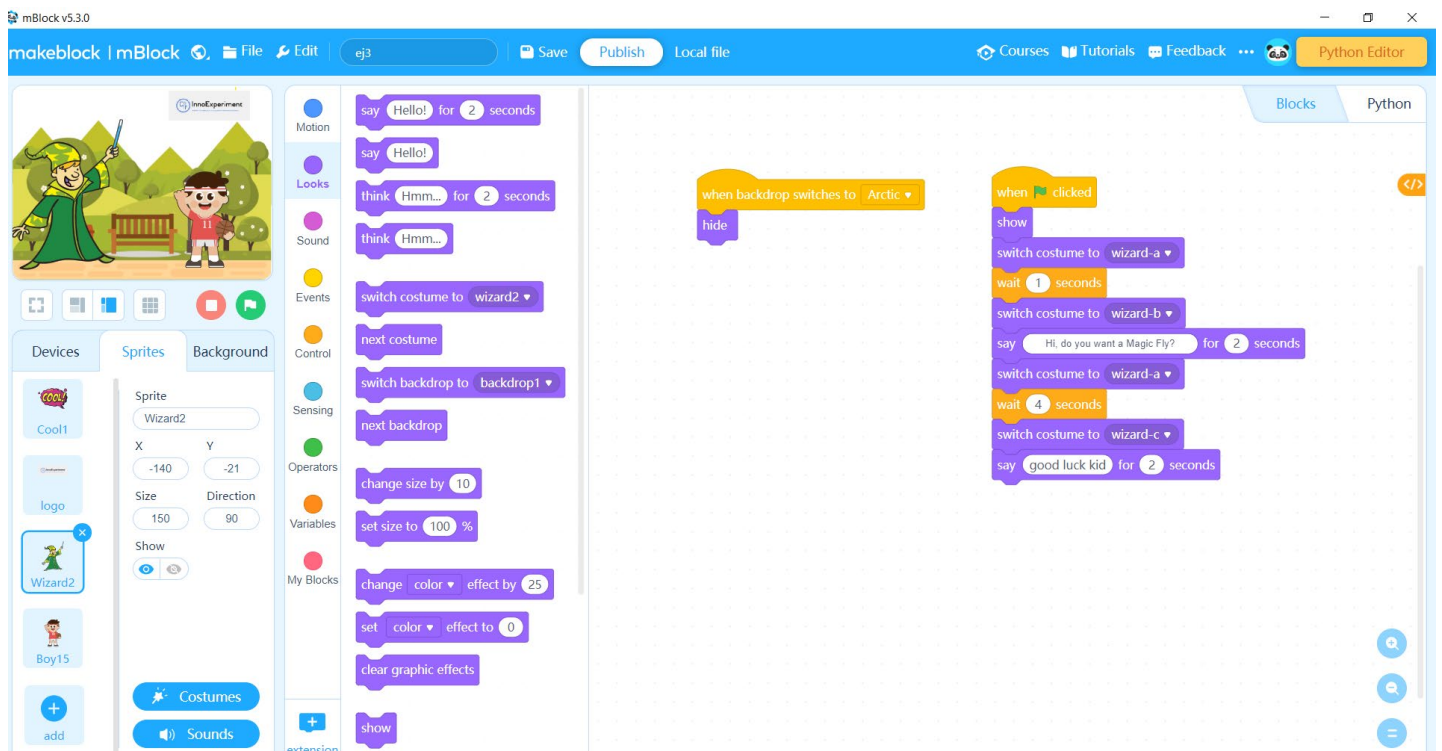 mBlock v5.3.0
makeblock | mBlock File Edit ej3 Save Publish Local file Courses Tutorials Feedback Python Editor
InnoExperiment
11
Devices Sprites Background
COOL!
Cool1
logo
Wizard2
Boy15
add
Sprite
Wizard2
X Y
-140 -21
Size Direction
150 90
Show
Costumes
Sounds
Motion
Looks
Sound
Events
Control
Sensing
Operators
Variables
My Blocks
extension
say Hello! for 2 seconds
say Hello!
think Hmm... for 2 seconds
think Hmm...
switch costume to wizard2
next costume
switch backdrop to backdrop1
next backdrop
change size by 10
set size to 100 %
change color effect by 25
set color effect to 0
clear graphic effects
show
when backdrop switches to Arctic
hide
when clicked
show
switch costume to wizard-a
wait 1 seconds
switch costume to wizard-b
say Hi, do you want a Magic Fly? for 2 seconds
switch costume to wizard-a
wait 4 seconds
switch costume to wizard-c
say good luck kid for 2 seconds
Blocks Python